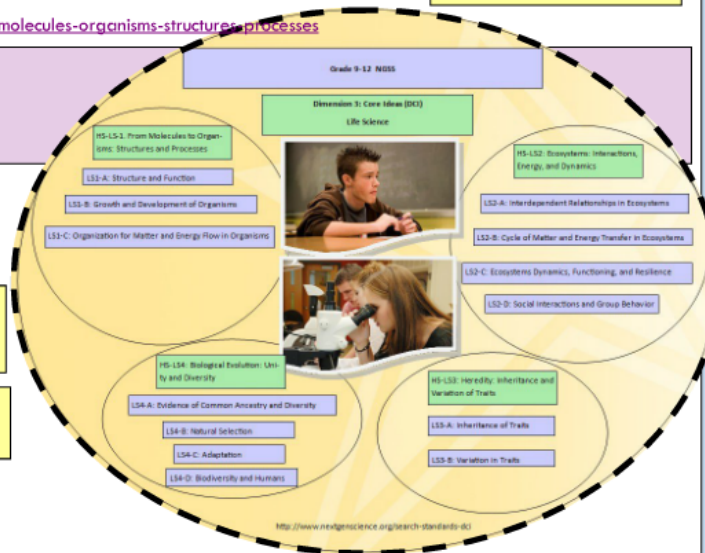 molecules-organisms-structures-processes
Grade 9-12 NGSS
Dimension 3: Core Ideas (DCI)
Life Science
HS-LS-1. From Molecules to Organ-
isms: Structures and Processes
LS1-A: Structure and Function
LS1-B: Growth and Development of Organisms
LS1-C: Organization for Matter and Energy Flow in Organisms
HS-LS2: Ecosystems: Interactions,
Energy, and Dynamics
LS2-A: Interdependent Relationships in Ecosystems
LS2-B: Cycle of Matter and Energy Transfer in Ecosystems
LS2-C: Ecosystems Dynamics, Functioning, and Resilience
LS2-D: Social Interactions and Group Behavior
HS-LS4: Biological Evolution: Uni-
ty and Diversity
LS4-A: Evidence of Common Ancestry and Diversity
LS4-B: Natural Selection
LS4-C: Adaptation
LS4-D: Biodiversity and Humans
HS-LS3: Heredity: Inheritance and
Variation of Traits
LS3-A: Inheritance of Traits
LS3-B: Variation in Traits
http://www.nextgenscience.org/search-standards-dci